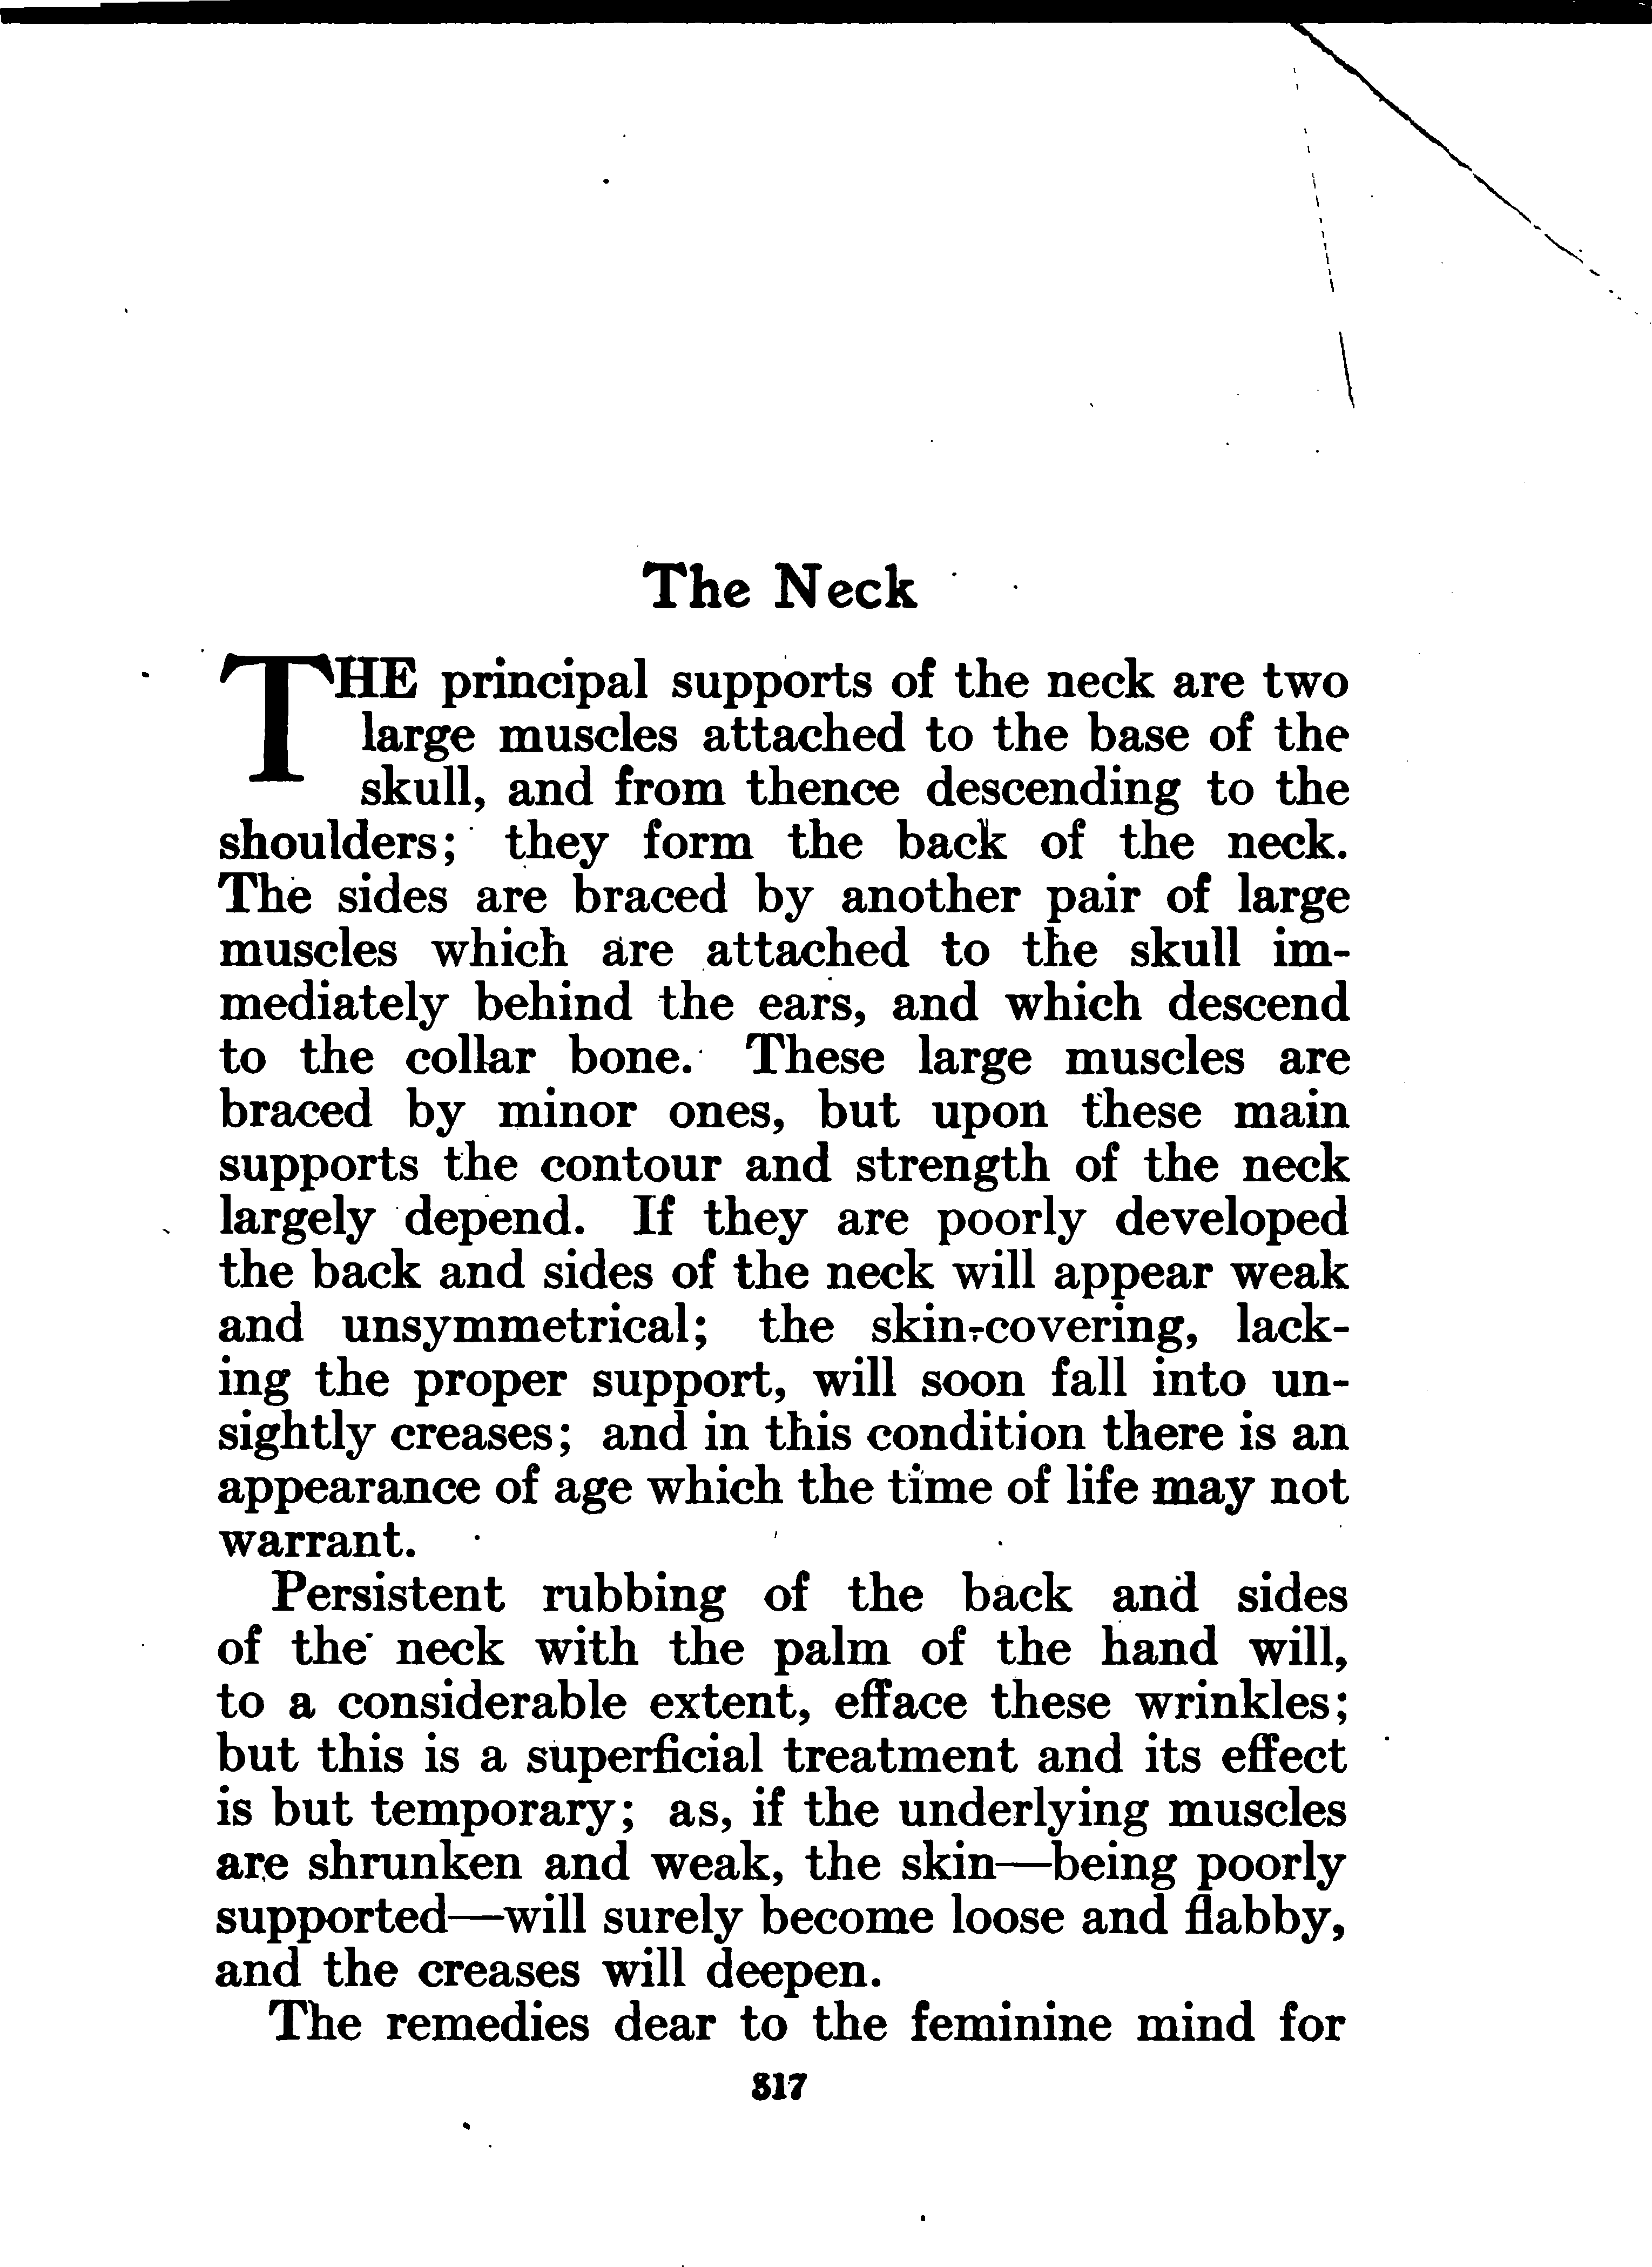 The Neck
THE principal supports of the neck are two
large muscles attached to the base of the
skull, and from thence descending to the
shoulders; they form the back of the neck.
The sides are braced by another pair of large
muscles which are attached to the skull im-
mediately behind the ears, and which descend
to the collar bone. These large muscles are
braced by minor ones, but upon these main
supports the contour and strength of the neck
largely depend. If they are poorly developed
the back and sides of the neck will appear weak
and unsymmetrical; the skin-covering, lack-
ing the proper support, will soon fall into un-
sightly creases; and in this condition there is an
appearance of age which the time of life may not
warrant.
Persistent rubbing of the back and sides
of the neck with the palm of the hand will,
to a considerable extent, efface these wrinkles;
but this is a superficial treatment and its effect
is but temporary; as, if the underlying muscles
are shrunken and weak, the skin—being poorly
supported—will surely become loose and flabby,
and the creases will deepen.
The remedies dear to the feminine mind for
317